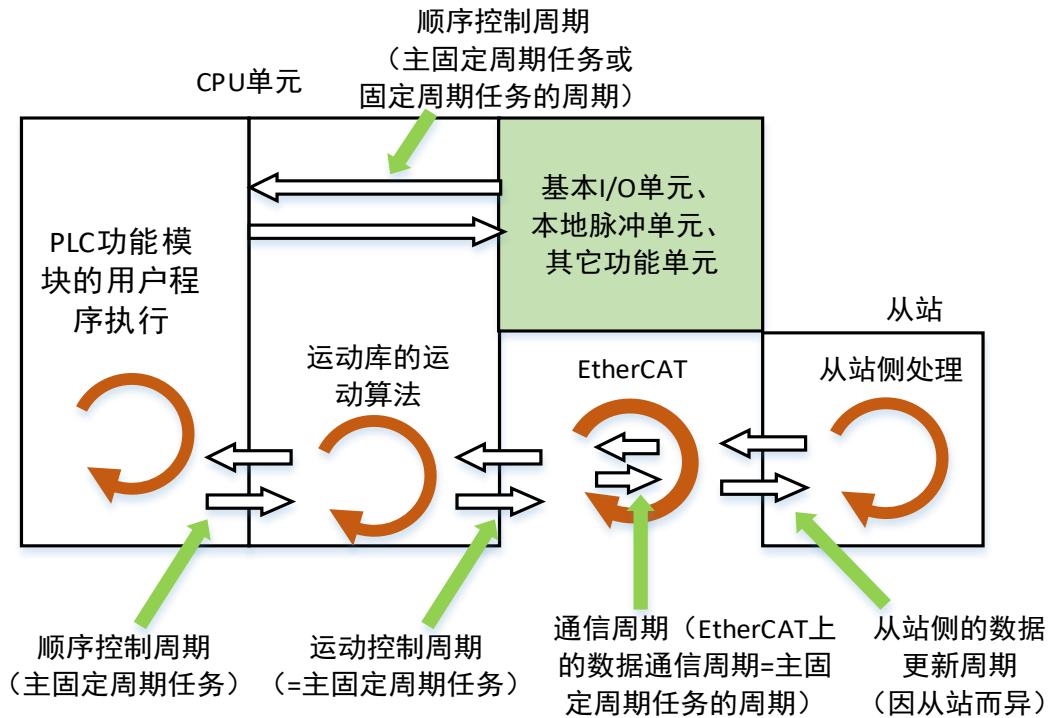 顺序控制周期
（主固定周期任务或
固定周期任务的周期）
CPU单元
基本I/O单元、
本地脉冲单元、
其它功能单元
PLC功能模
块的用户程
序执行
从站
运动库的运
动算法
EtherCAT
从站侧处理
顺序控制周期
（主固定周期任务）
运动控制周期
（=主固定周期任务）
通信周期（EtherCAT上
的数据通信周期=主固
定周期任务的周期）
从站侧的数据
更新周期
（因从站而异）